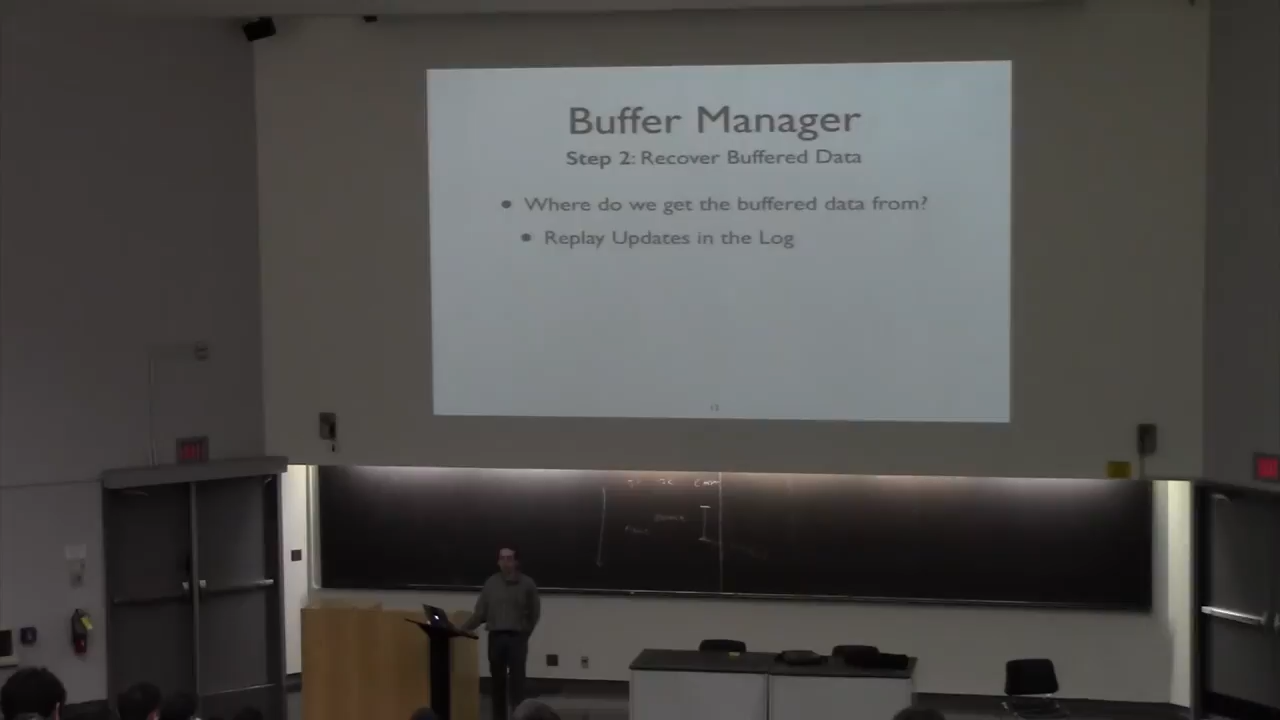 Buffer Manager
Step 2: Recover Buffered Data
• Where do we get the buffered data from?
• Replay Updates in the Log